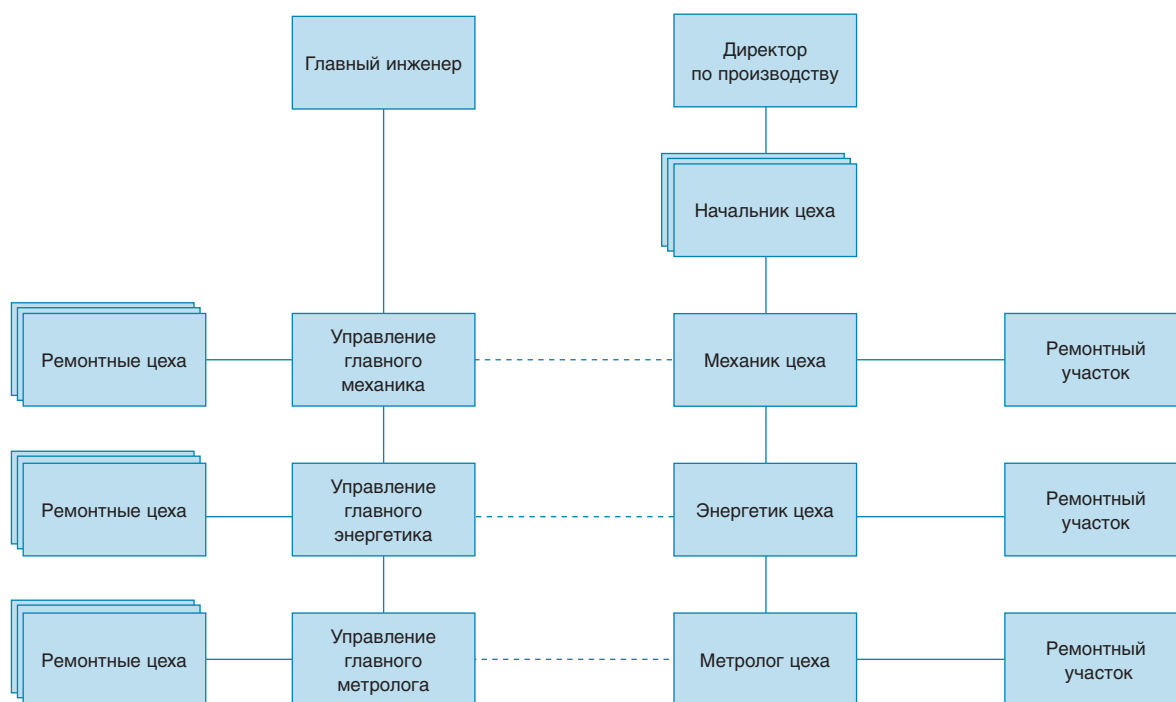 Главный инженер
Директор
по производству
Начальник цеха
Ремонтные цеха
Управление
главного
механика
Механик цеха
Ремонтный
участок
Ремонтные цеха
Управление
главного
энергетика
Энергетик цеха
Ремонтный
участок
Ремонтные цеха
Управление
главного
метролога
Метролог цеха
Ремонтный
участок